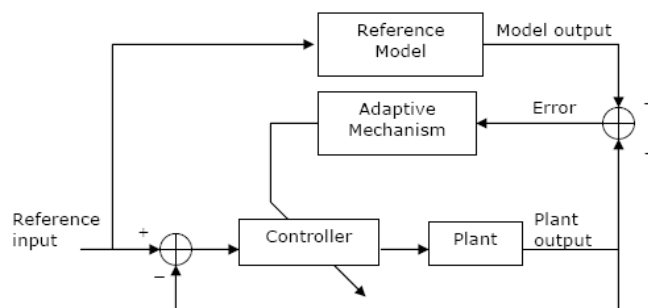 Reference
Model
Model output
Adaptive
Mechanism
Error
Reference
input
+
−
Controller
Plant
Plant
output